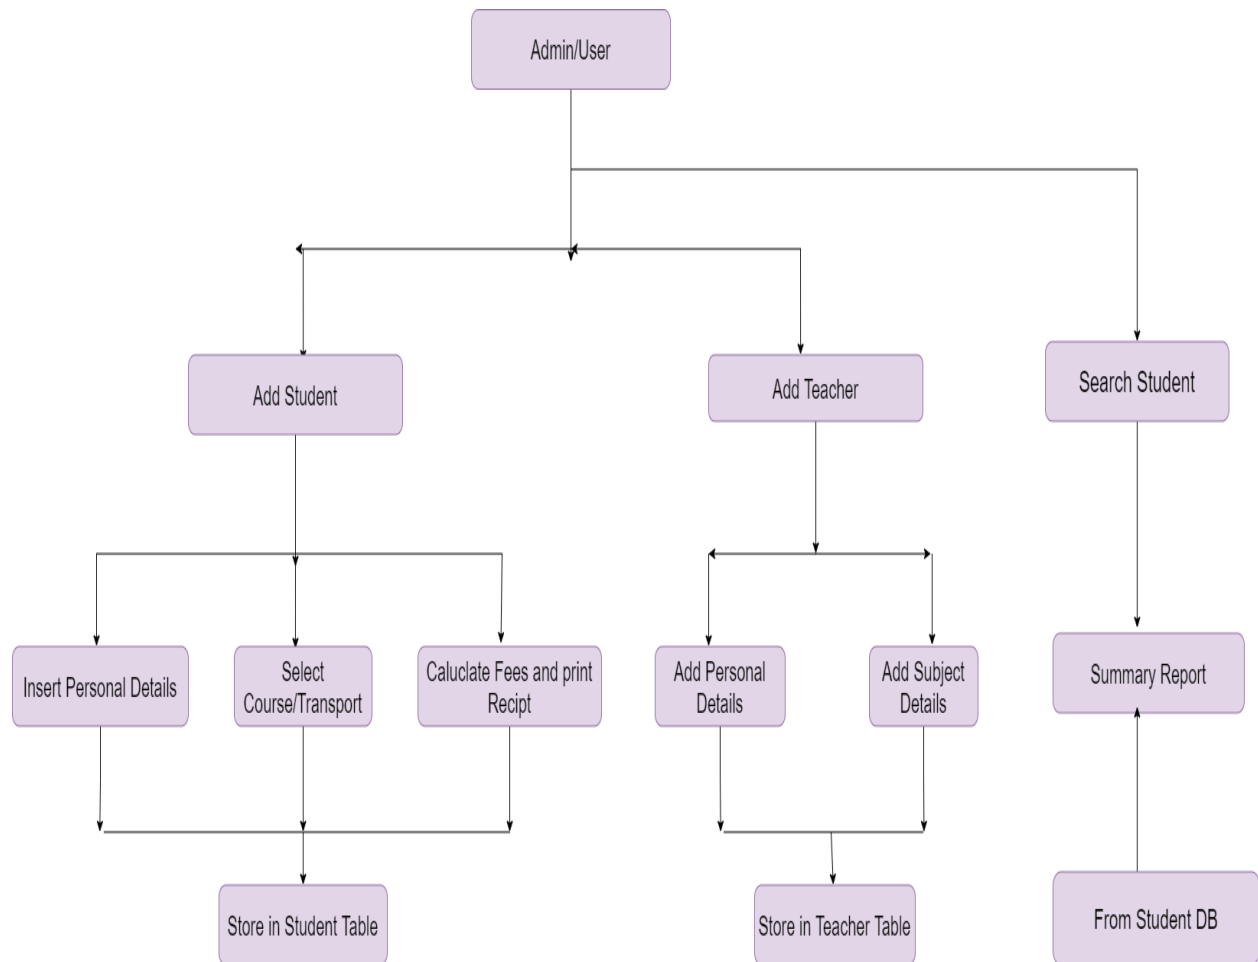 Admin/User
Add Student
Add Teacher
Search Student
Insert Personal Details
Select
Course/Transport
Caluclate Fees and print
Recipt
Add Personal
Details
Add Subject
Details
Summary Report
Store in Student Table
Store in Teacher Table
From Student DB